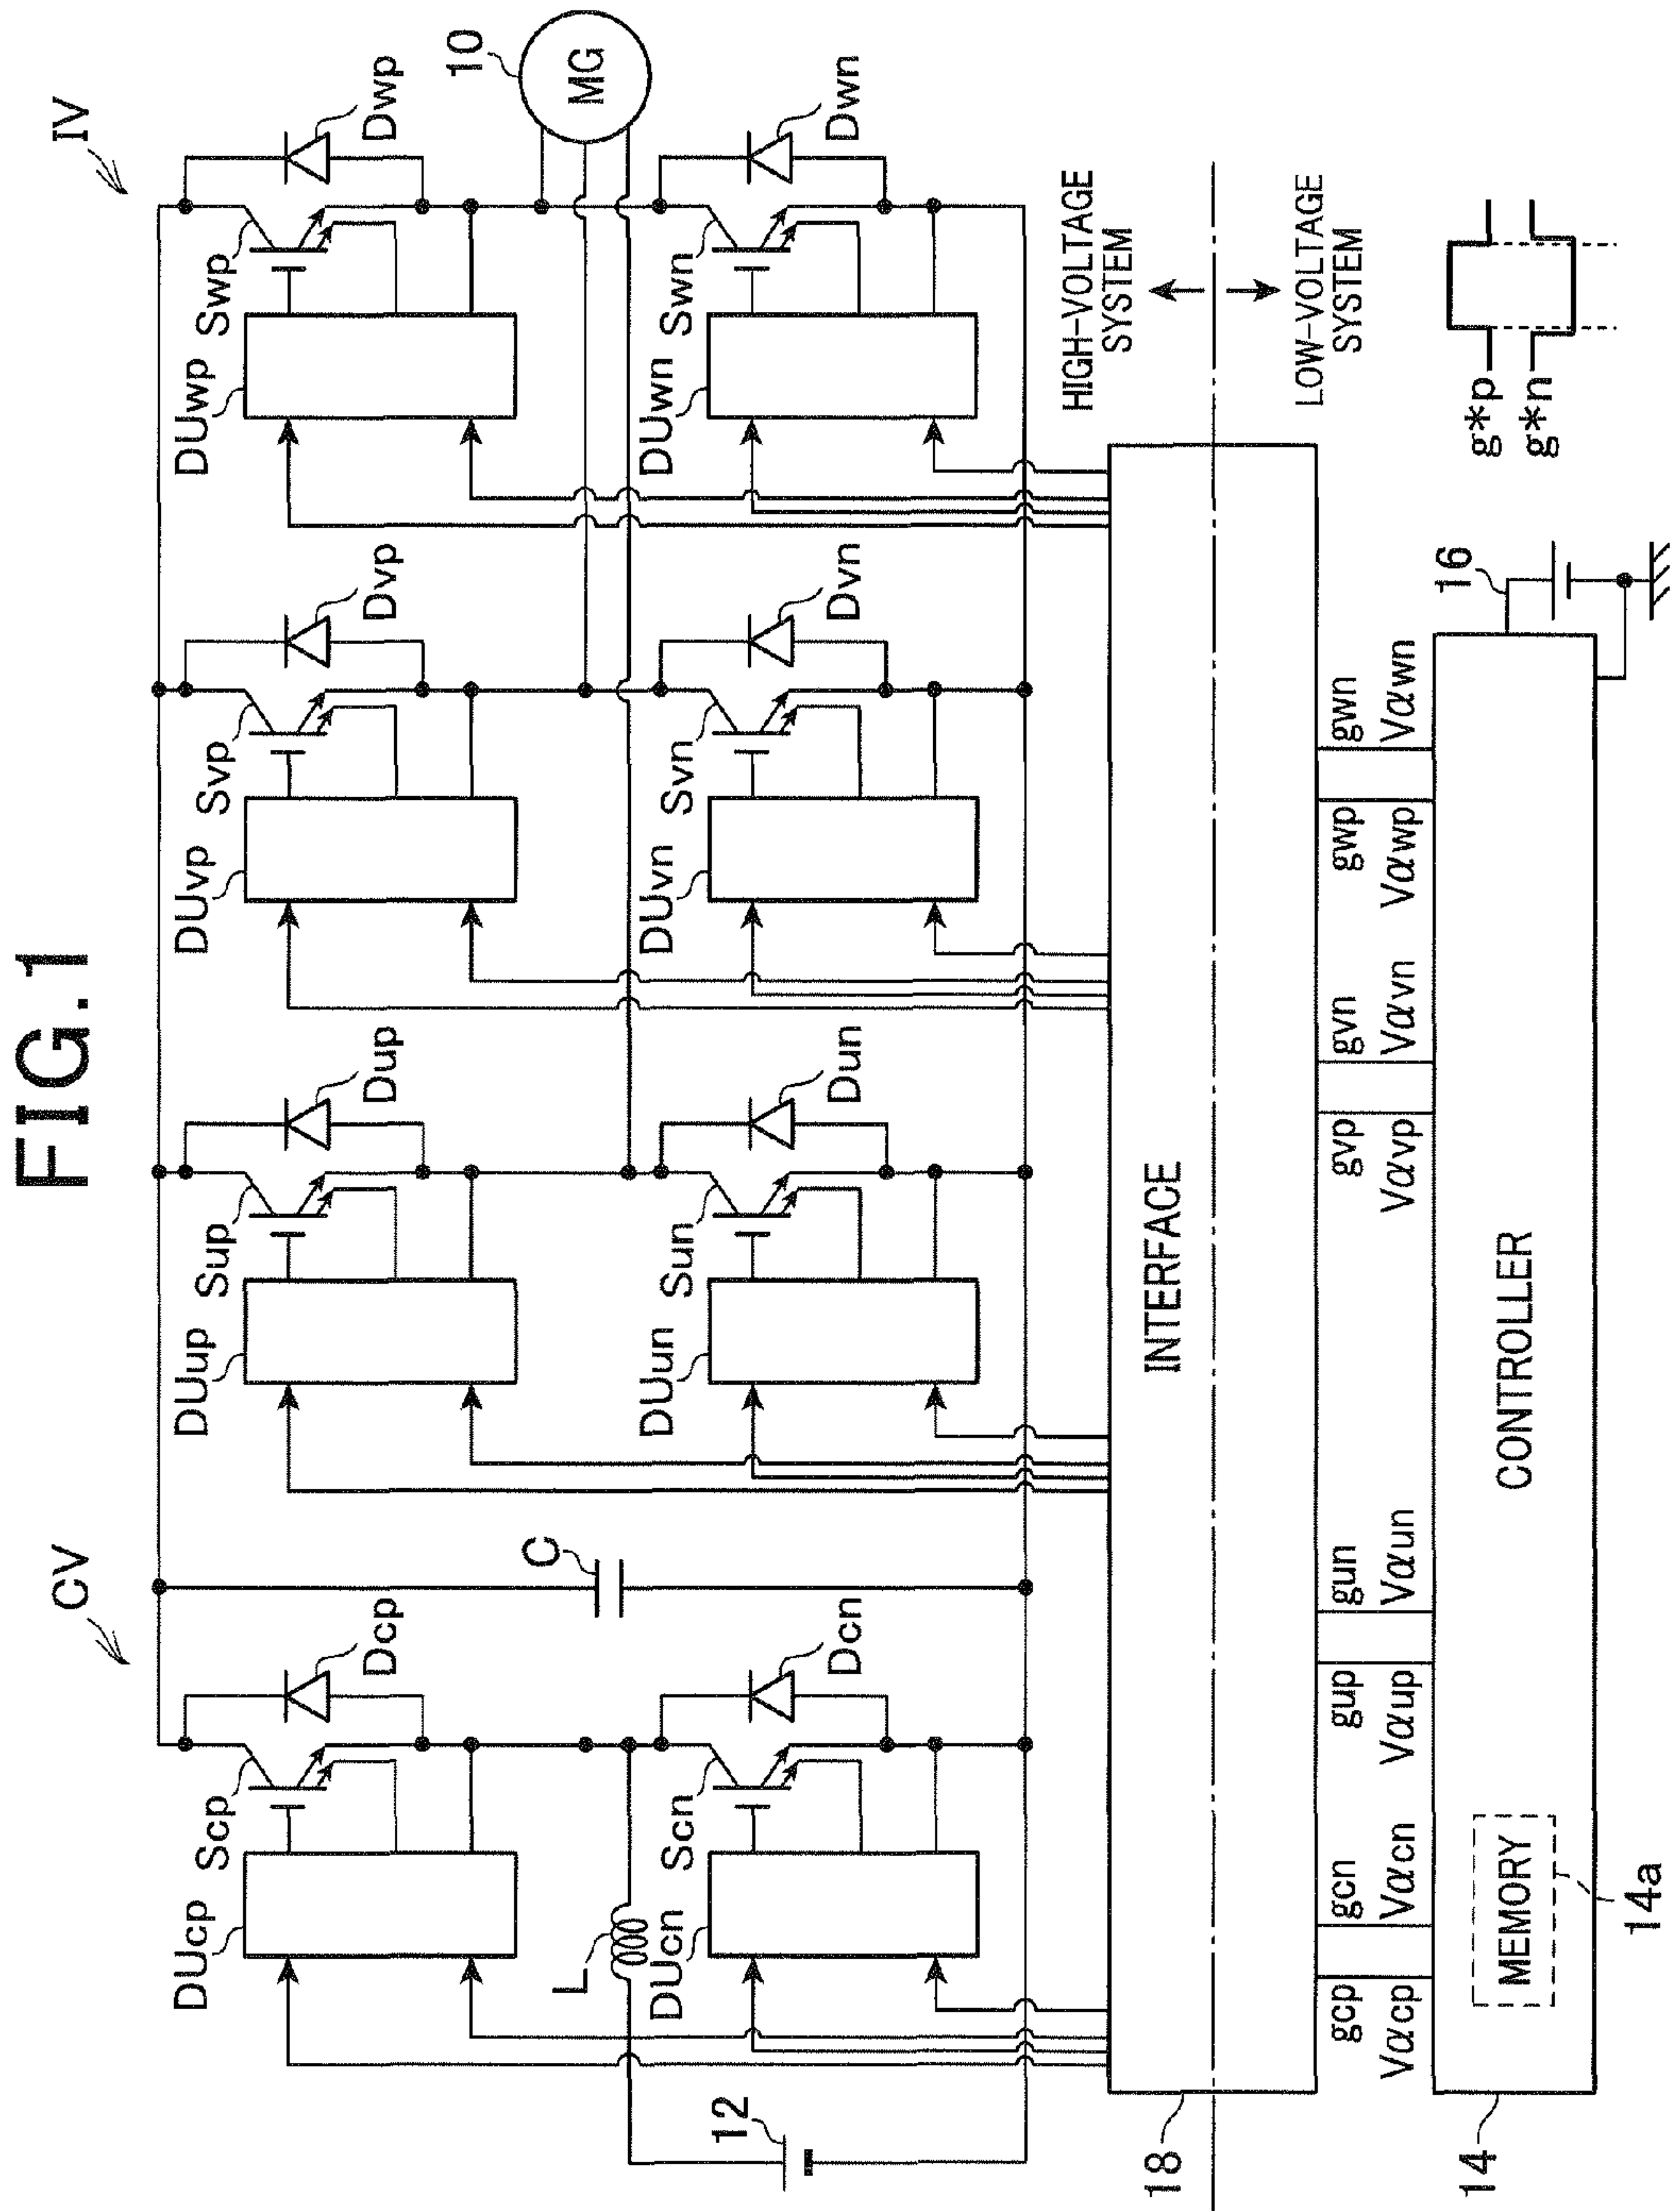 FIG.1
CV
IV
DUcp
Scp
Dcp
DUup
Sup
Dup
DUvp
Svp
Dvp
DUwp
Swp
Dwp
10
MG
C
L
12
DUcn
Scn
Dcn
DUun
Sun
Dun
DUvn
Svn
Dvn
DUwn
Swn
Dwn
HIGH-VOLTAGE
SYSTEM
INTERFACE
18
LOW-VOLTAGE
SYSTEM
gcp
Vαcp
gcn
Vαcn
gup
Vαup
gun
Vαun
gvp
Vαvp
gvn
Vαvn
gwp
Vαwp
gwn
Vαwn
16
g*p
g*n
14
MEMORY
14a
CONTROLLER